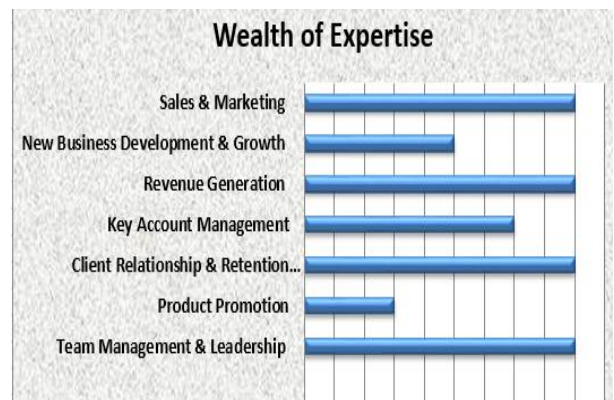 Wealth of Expertise
Sales & Marketing
New Business Development & Growth
Revenue Generation
Key Account Management
Client Relationship & Retention...
Product Promotion
Team Management & Leadership